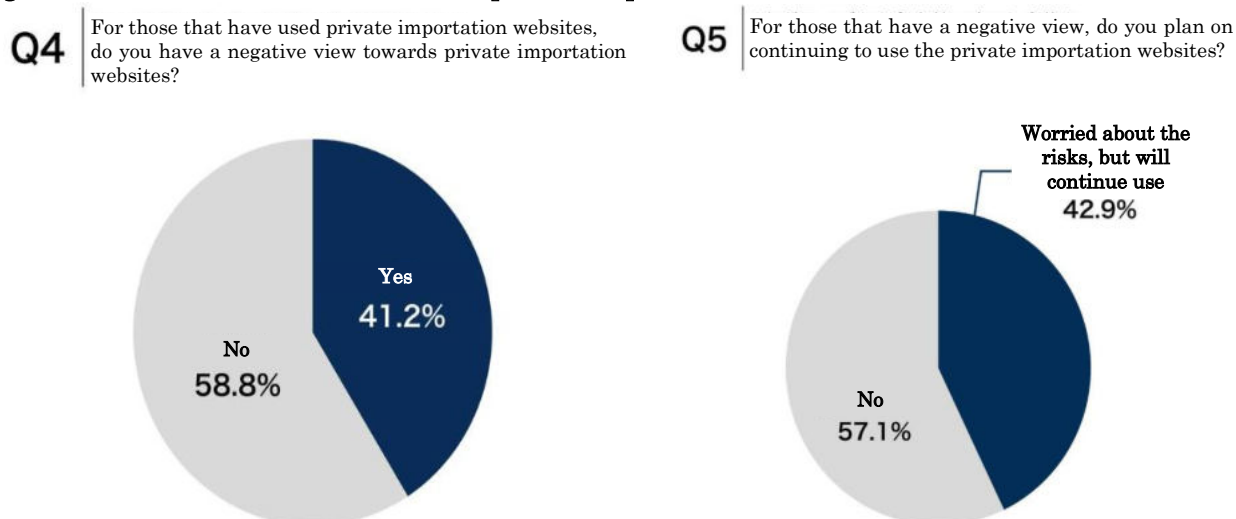 Q4
For those that have used private importation websites,
do you have a negative view towards private importation
websites?
Yes
41.2%
No
58.8%
Q5
For those that have a negative view, do you plan on
continuing to use the private importation websites?
Worried about the
risks, but will
continue use
42.9%
No
57.1%